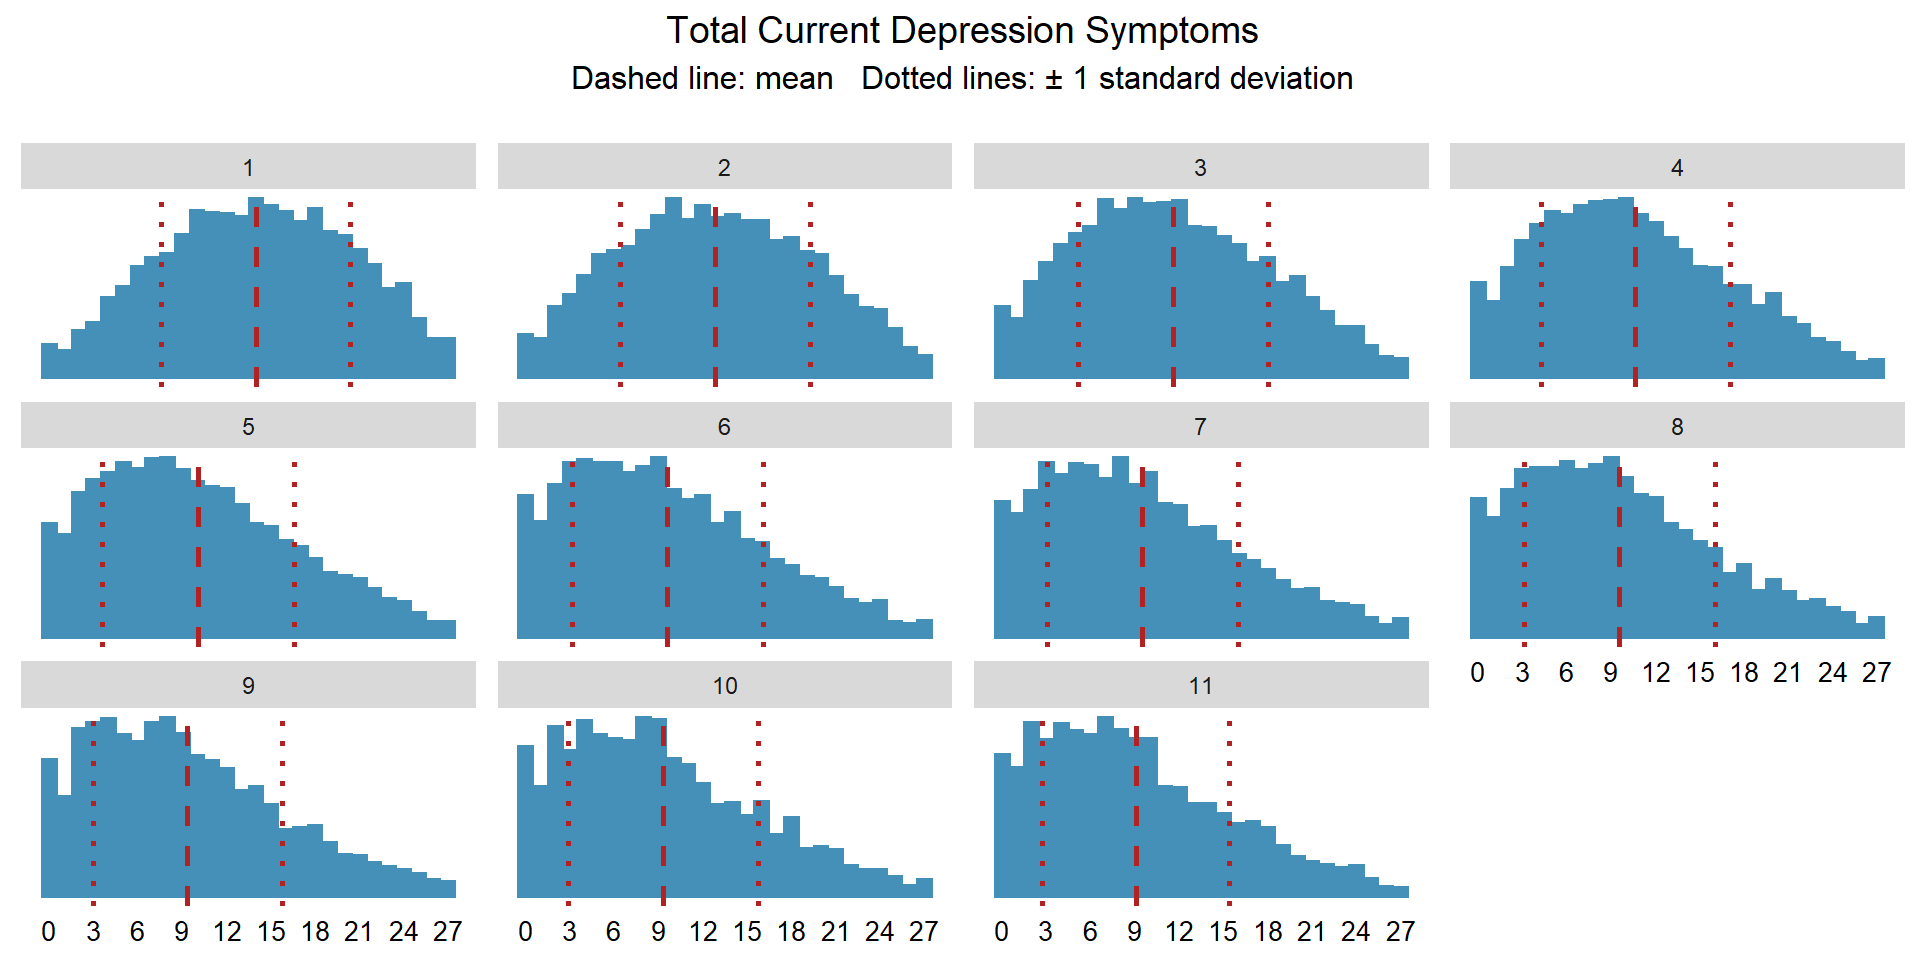 Total Current Depression Symptoms
Dashed line: mean   Dotted lines: ± 1 standard deviation
1 2 3 4
5 6 7 8
0 3 6 9 12 15 18 21 24 27
9 10 11
0 3 6 9 12 15 18 21 24 27 0 3 6 9 12 15 18 21 24 27 0 3 6 9 12 15 18 21 24 27